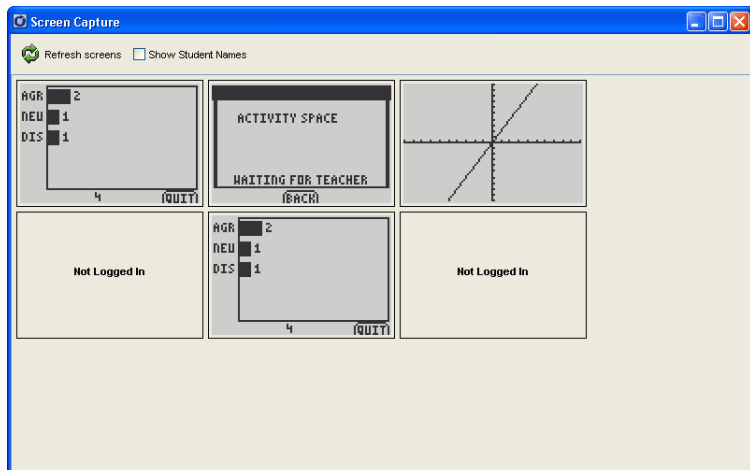 Screen Capture
Refresh screens Show Student Names
AGR 2
NEU 1
DIS 1
4 (QUIT)
ACTIVITY SPACE
WAITING FOR TEACHER
(BACK)
Not Logged In
AGR 2
NEU 1
DIS 1
4 (QUIT)
Not Logged In